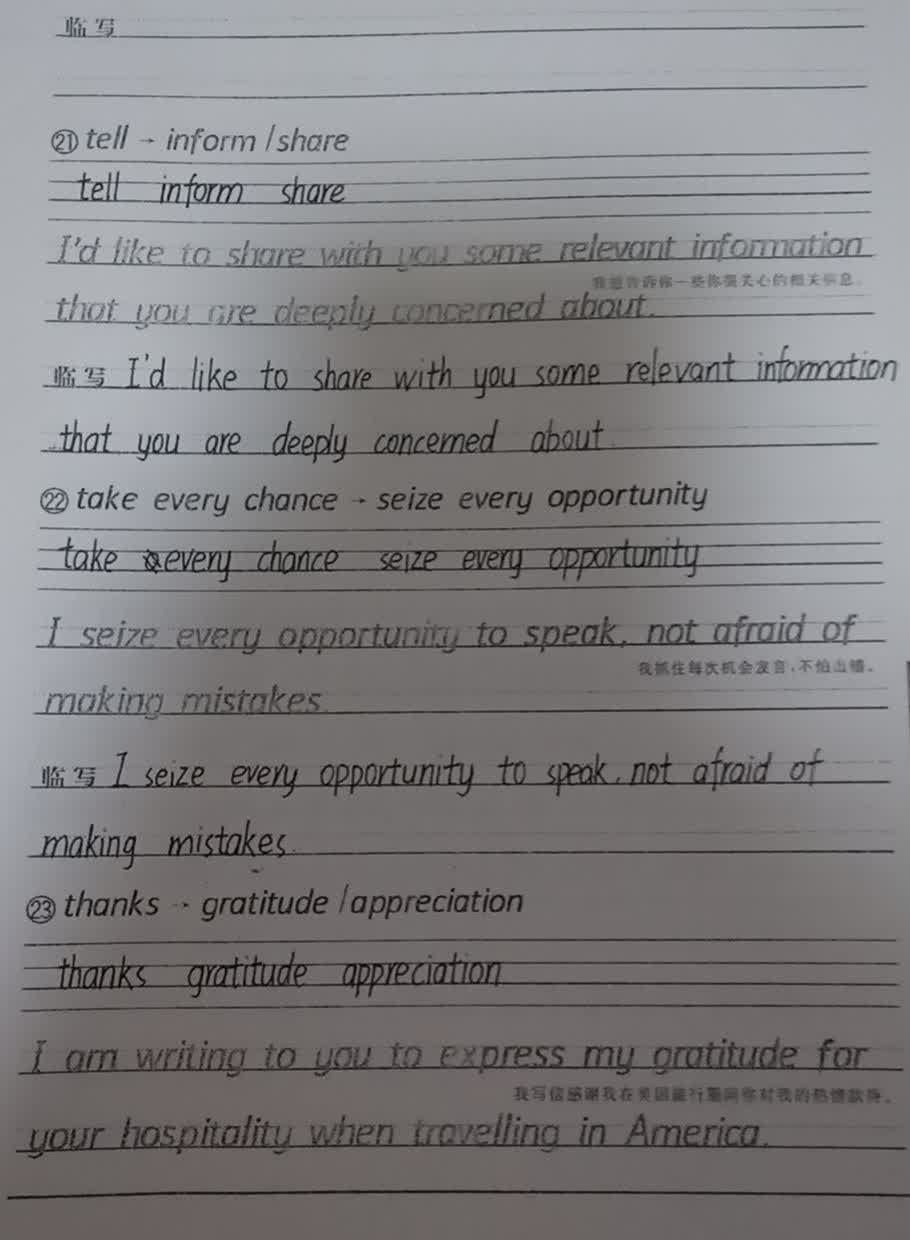 临写
㉑ tell → inform / share
tell inform share
I'd like to share with you some relevant information
我想告诉你一些你很关心的相关信息。
that you are deeply concerned about.
临写 I'd like to share with you some relevant information
that you are deeply concerned about.
㉒ take every chance → seize every opportunity
take every chance seize every opportunity
I seize every opportunity to speak, not afraid of
我抓住每次机会发言,不怕出错。
making mistakes.
临写 I seize every opportunity to speak, not afraid of
making mistakes.
㉓ thanks → gratitude / appreciation
thanks gratitude appreciation
I am writing to you to express my gratitude for
我写信感谢我在美国旅行期间你对我的热情款待。
your hospitality when travelling in America.